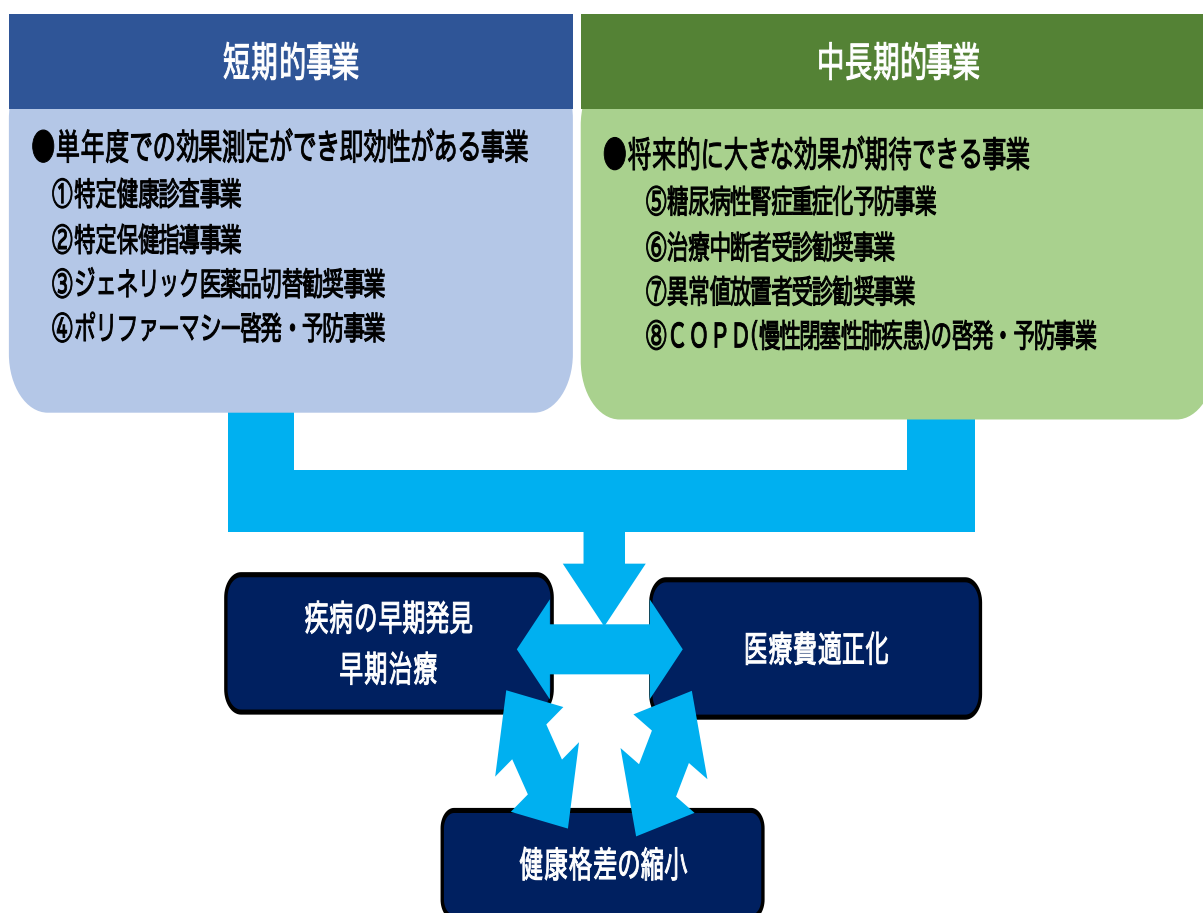 短期的事業
●単年度での効果測定ができ即効性がある事業
①特定健康診査事業
②特定保健指導事業
③ジェネリック医薬品切替勧奨事業
④ポリファーマシー啓発・予防事業
中長期的事業
●将来的に大きな効果が期待できる事業
⑤糖尿病性腎症重症化予防事業
⑥治療中断者受診勧奨事業
⑦異常値放置者受診勧奨事業
⑧ＣＯＰＤ(慢性閉塞性肺疾患)の啓発・予防事業
疾病の早期発見
早期治療
医療費適正化
健康格差の縮小